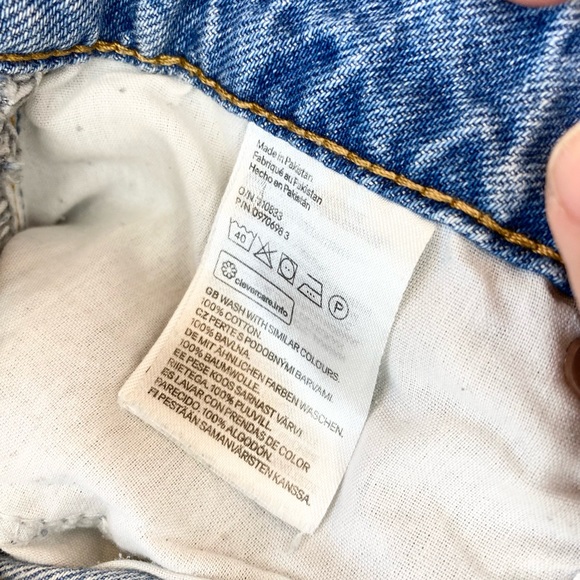 Made in Pakistan
Fabriqué au Pakistan
Hecho en Pakistán
O/N: 210833
P/N 0970698 3
40 P
clevercare.info
GB WASH WITH SIMILAR COLOURS.
100% COTTON.
CZ PERTE S PODOBNÝMI BARVAMI.
100% BAVLNA.
DE MIT ÄHNLICHEN FARBEN WASCHEN.
100% BAUMWOLLE.
EE PESE KOOS SARNAST VÄRVI
RIIETEGA. 100% PUUVILL.
ES LAVAR CON PRENDAS DE COLOR
PARECIDO. 100% ALGODÓN.
FI PESTÄÄN SAMANVÄRISTEN KANSSA.